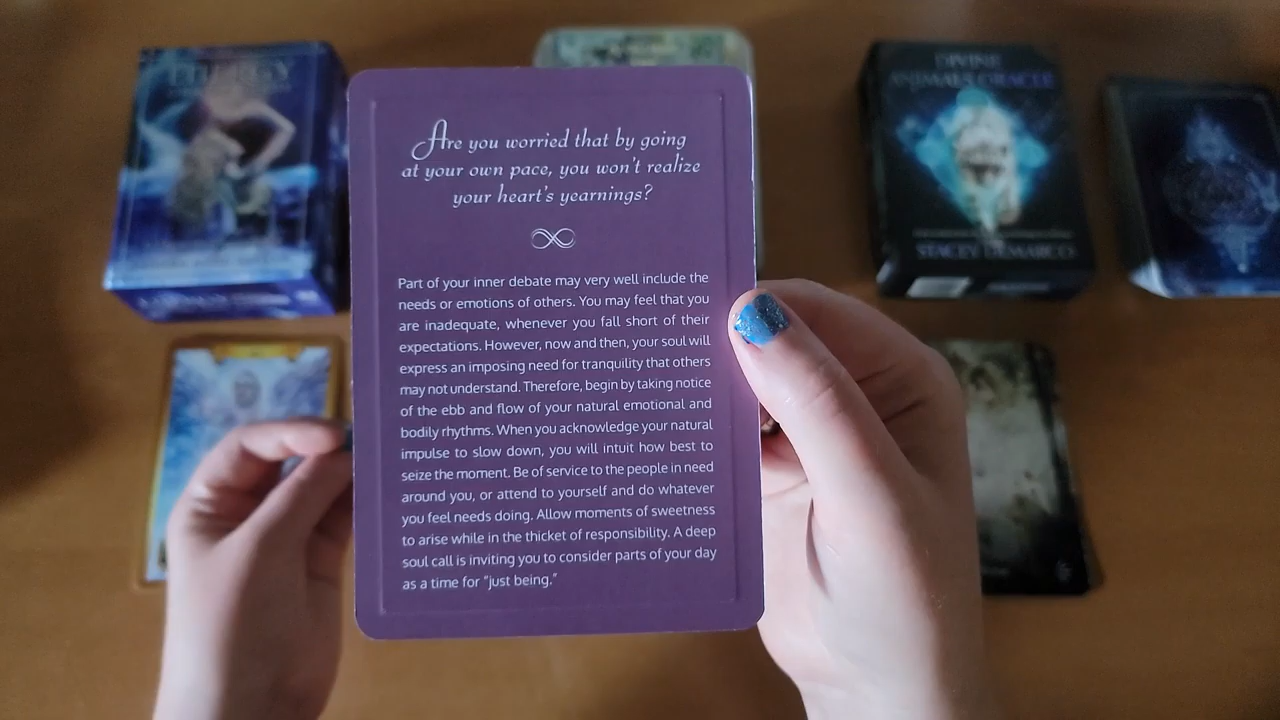 ENERGY
DIVINE
ANIMALS ORACLE
STACEY DEMARCO
Are you worried that by going
at your own pace, you won't realize
your heart's yearnings?
Part of your inner debate may very well include the
needs or emotions of others. You may feel that you
are inadequate, whenever you fall short of their
expectations. However, now and then, your soul will
express an imposing need for tranquility that others
may not understand. Therefore, begin by taking notice
of the ebb and flow of your natural emotional and
bodily rhythms. When you acknowledge your natural
impulse to slow down, you will intuit how best to
seize the moment. Be of service to the people in need
around you, or attend to yourself and do whatever
you feel needs doing. Allow moments of sweetness
to arise while in the thicket of responsibility. A deep
soul call is inviting you to consider parts of your day
as a time for “just being.”